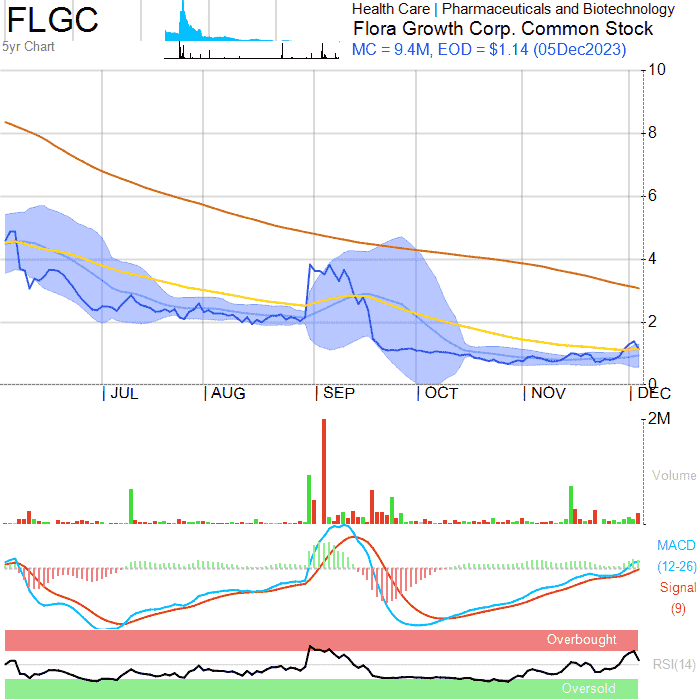 FLGC
5yr Chart
Health Care | Pharmaceuticals and Biotechnology
Flora Growth Corp. Common Stock
MC = 9.4M, EOD = $1.14 (05Dec2023)
10
8
6
4
2
0
| JUL | AUG | SEP | OCT | NOV | DEC
2M
Volume
MACD
(12-26)
Signal
(9)
Overbought
RSI(14)
Oversold